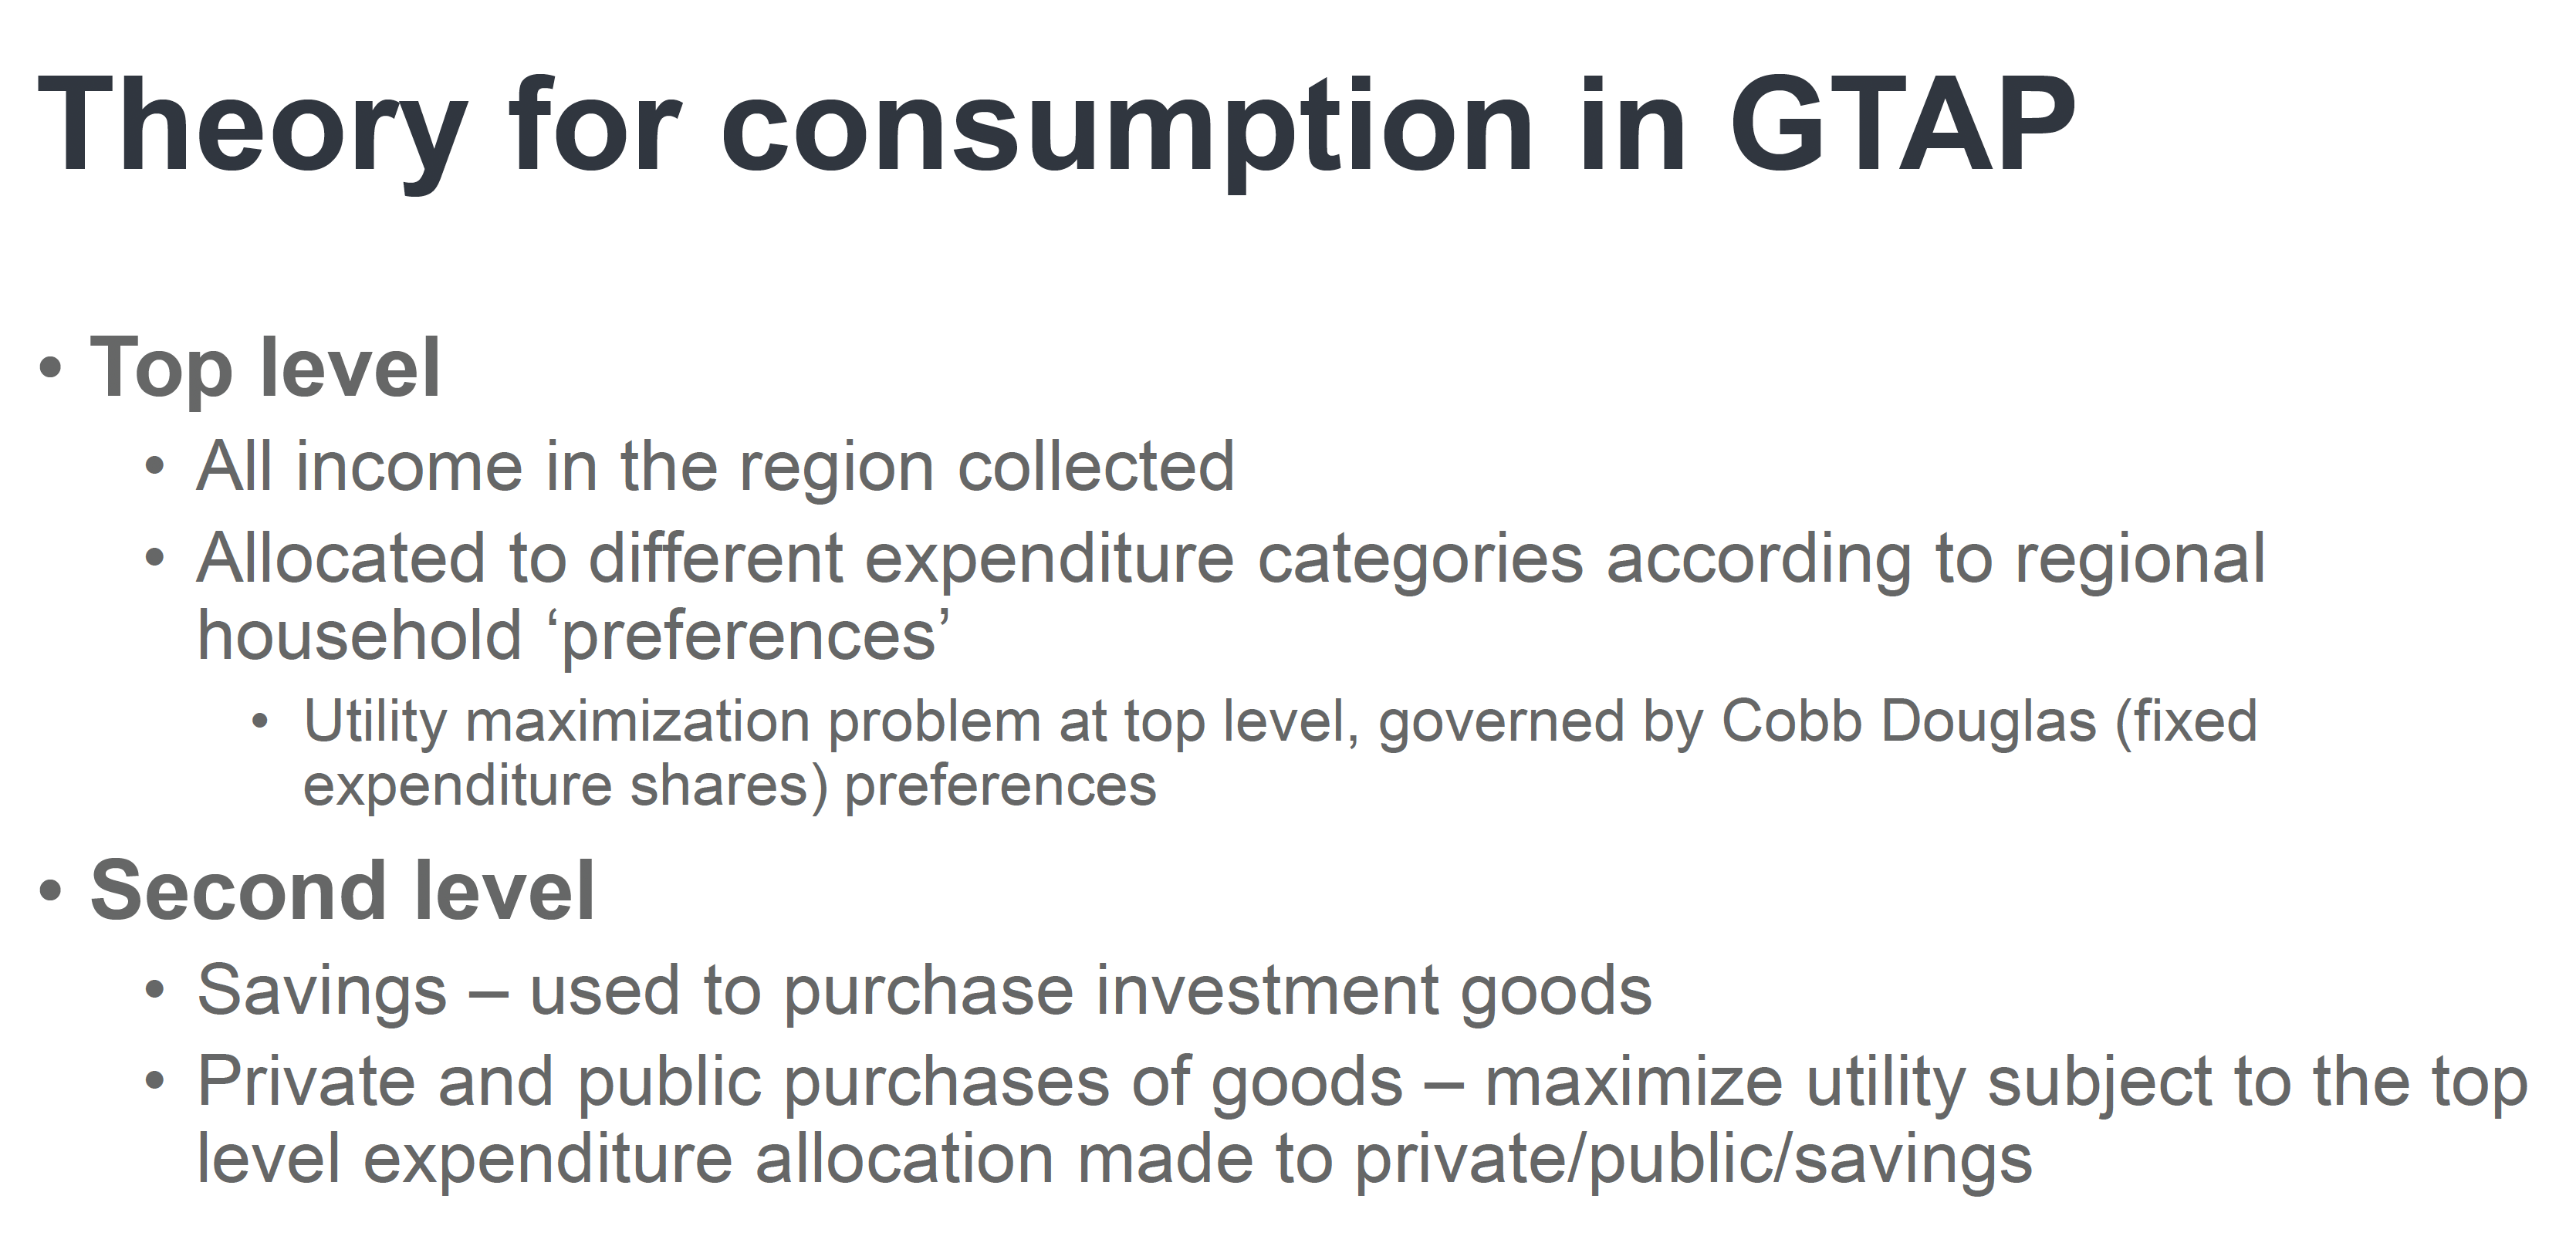 Theory for consumption in GTAP
• Top level
• All income in the region collected
• Allocated to different expenditure categories according to regional
household ‘preferences’
• Utility maximization problem at top level, governed by Cobb Douglas (fixed
expenditure shares) preferences
• Second level
• Savings – used to purchase investment goods
• Private and public purchases of goods – maximize utility subject to the top
level expenditure allocation made to private/public/savings